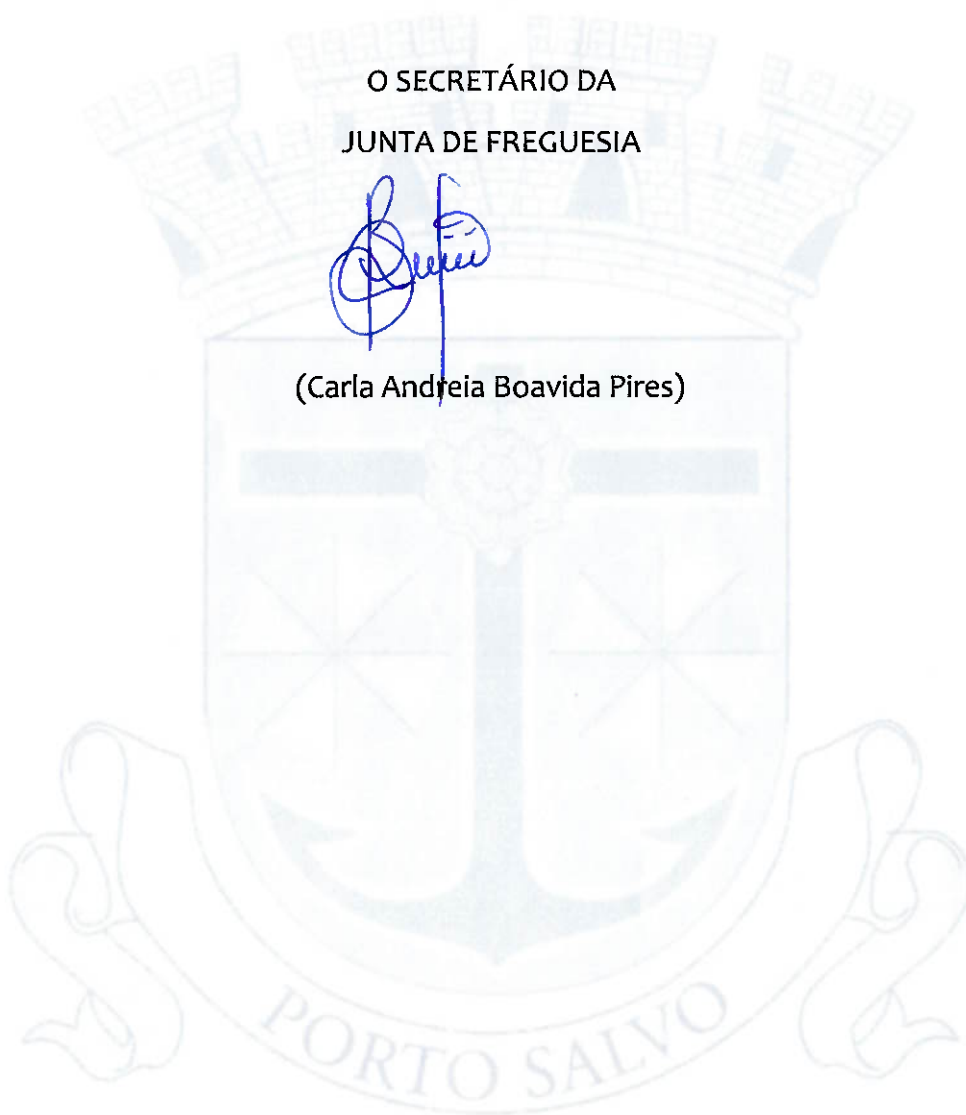 O SECRETÁRIO DA
JUNTA DE FREGUESIA
(Carla Andreia Boavida Pires)
PORTO SALVO